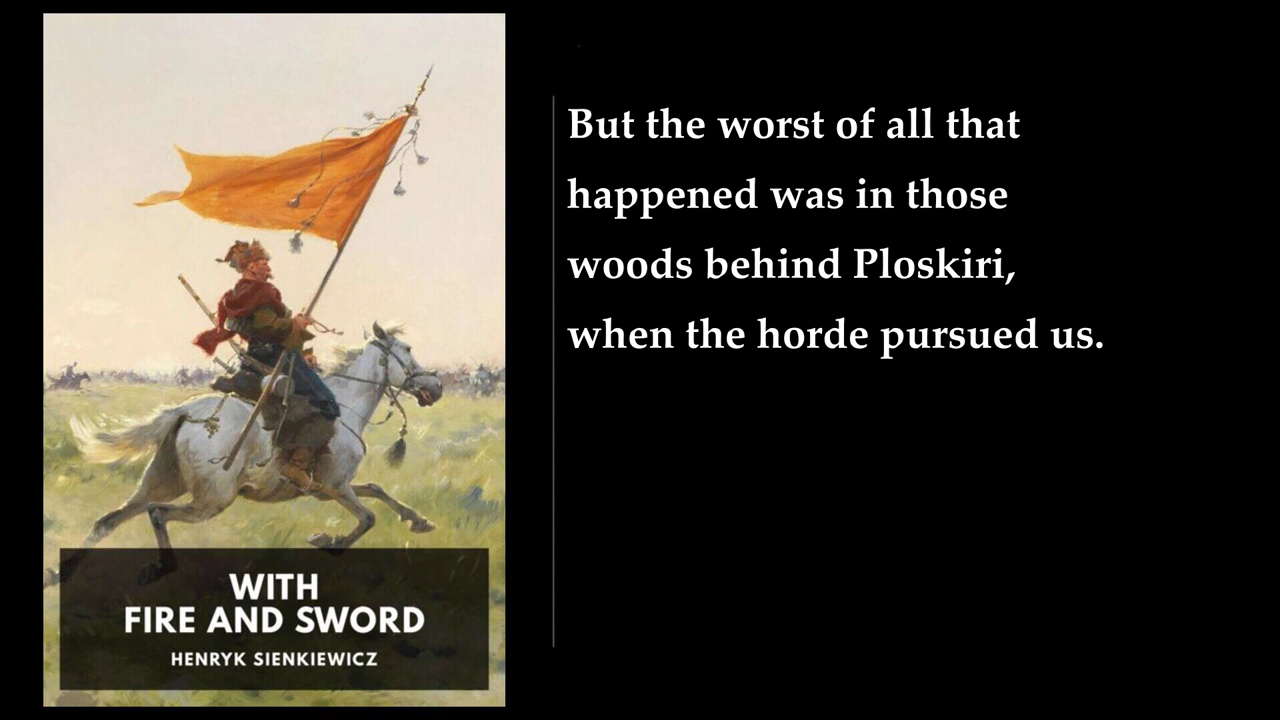 WITH
FIRE AND SWORD
HENRYK SIENKIEWICZ
But the worst of all that
happened was in those
woods behind Ploskiri,
when the horde pursued us.